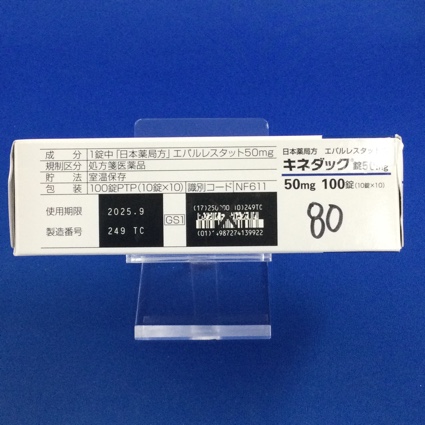 成分 1錠中「日本薬局方」エパルレスタット50mg
規制区分 処方箋医薬品
貯法 室温保存
包装 100錠PTP(10錠×10) 識別コード NF611
使用期限 2025.9
製造番号 249 TC
GS1
(10)249TC
(01)14987274139922
日本薬局方 エパルレスタット
キネダック®錠50mg
50mg 100錠(10錠×10)
80